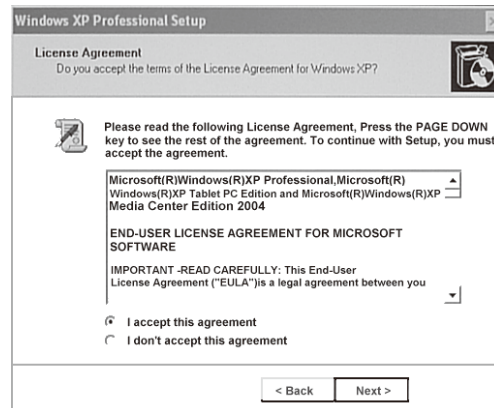 Windows XP Professional Setup
License Agreement
Do you accept the terms of the License Agreement for Windows XP?
Please read the following License Agreement, Press the PAGE DOWN
key to see the rest of the agreement. To continue with Setup, you must
accept the agreement.
Microsoft(R)Windows(R)XP Professional,Microsoft(R)
Windows(R)XP Tablet PC Edition and Microsoft(R)Windows(R)XP
Media Center Edition 2004
END-USER LICENSE AGREEMENT FOR MICROSOFT
SOFTWARE
IMPORTANT -READ CAREFULLY: This End-User
License Agreement ("EULA")is a legal agreement between you
I accept this agreement
I don't accept this agreement
< Back Next >